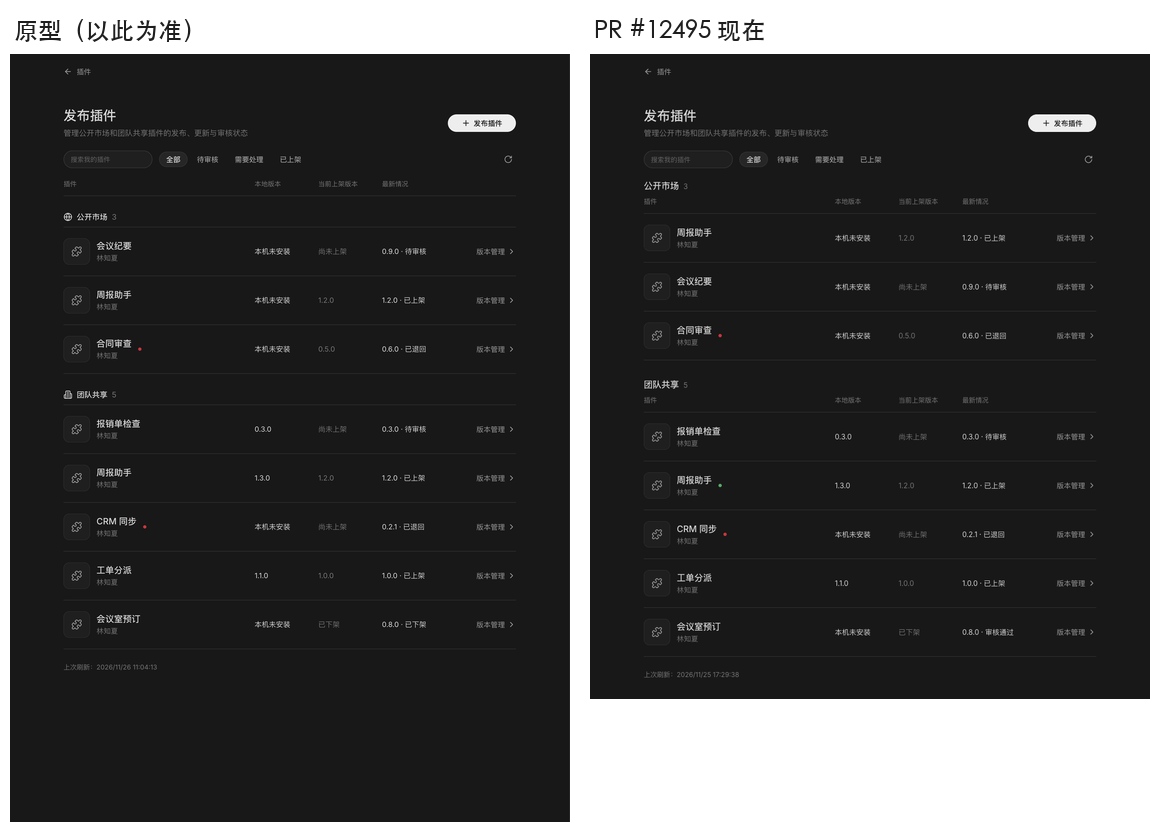 原型（以此为准）
插件
发布插件
发布插件
管理公开市场和团队共享插件的发布、更新与审核状态
搜索我的插件 全部 待审核 需要处理 已上架
插件 本地版本 当前上架版本 最新情况
公开市场 3
会议纪要
林知夏
本机未安装 尚未上架 0.9.0 · 待审核 版本管理
周报助手
林知夏
本机未安装 1.2.0 1.2.0 · 已上架 版本管理
合同审查
林知夏
本机未安装 0.5.0 0.6.0 · 已退回 版本管理
团队共享 5
报销单检查
林知夏
0.3.0 尚未上架 0.3.0 · 待审核 版本管理
周报助手
林知夏
1.3.0 1.2.0 1.2.0 · 已上架 版本管理
CRM 同步
林知夏
本机未安装 尚未上架 0.2.1 · 已退回 版本管理
工单分派
林知夏
1.1.0 1.0.0 1.0.0 · 已上架 版本管理
会议室预订
林知夏
本机未安装 已下架 0.8.0 · 已下架 版本管理
上次刷新：2026/11/26 11:04:13
PR #12495 现在
插件
发布插件
发布插件
管理公开市场和团队共享插件的发布、更新与审核状态
搜索我的插件 全部 待审核 需要处理 已上架
公开市场 3
插件 本地版本 当前上架版本 最新情况
周报助手
林知夏
本机未安装 1.2.0 1.2.0 · 已上架 版本管理
会议纪要
林知夏
本机未安装 尚未上架 0.9.0 · 待审核 版本管理
合同审查
林知夏
本机未安装 0.5.0 0.6.0 · 已退回 版本管理
团队共享 5
插件 本地版本 当前上架版本 最新情况
报销单检查
林知夏
0.3.0 尚未上架 0.3.0 · 待审核 版本管理
周报助手
林知夏
1.3.0 1.2.0 1.2.0 · 已上架 版本管理
CRM 同步
林知夏
本机未安装 尚未上架 0.2.1 · 已退回 版本管理
工单分派
林知夏
1.1.0 1.0.0 1.0.0 · 已上架 版本管理
会议室预订
林知夏
本机未安装 已下架 0.8.0 · 审核通过 版本管理
上次刷新：2026/11/25 17:29:38